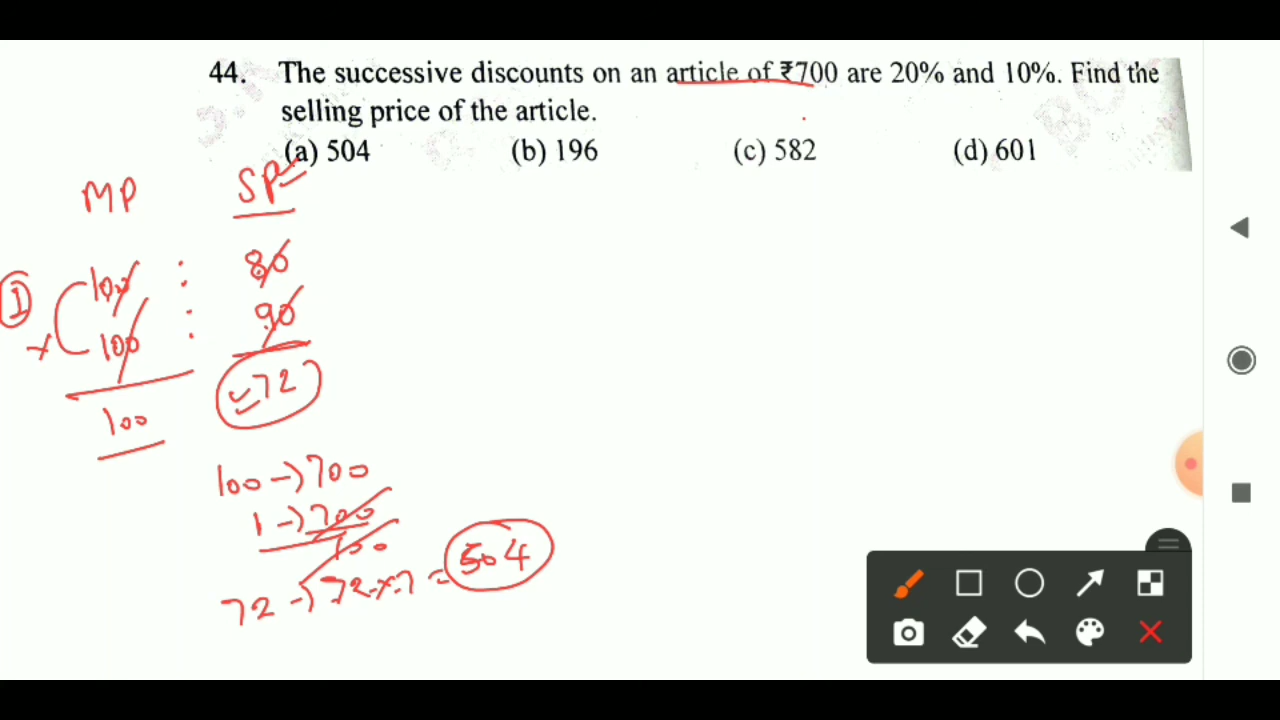 44. The successive discounts on an article of ₹700 are 20% and 10%. Find the
selling price of the article.
(a) 504 (b) 196 (c) 582 (d) 601
MP SP
I 100 : 80
× 100 : 90
100 72
100 → 700
1 → 700
100
72 → 72 × 7 = 504